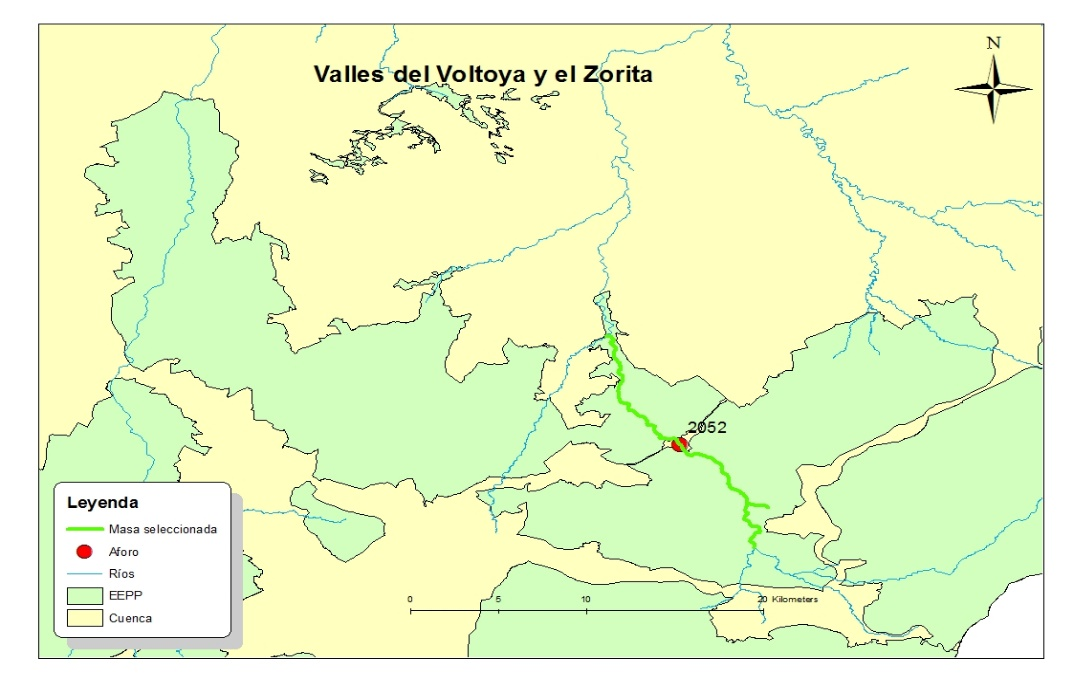 N
Valles del Voltoya y el Zorita
2052
Leyenda
Masa seleccionada
Aforo
Ríos
EEPP
Cuenca
0 5 10 20 Kilometers